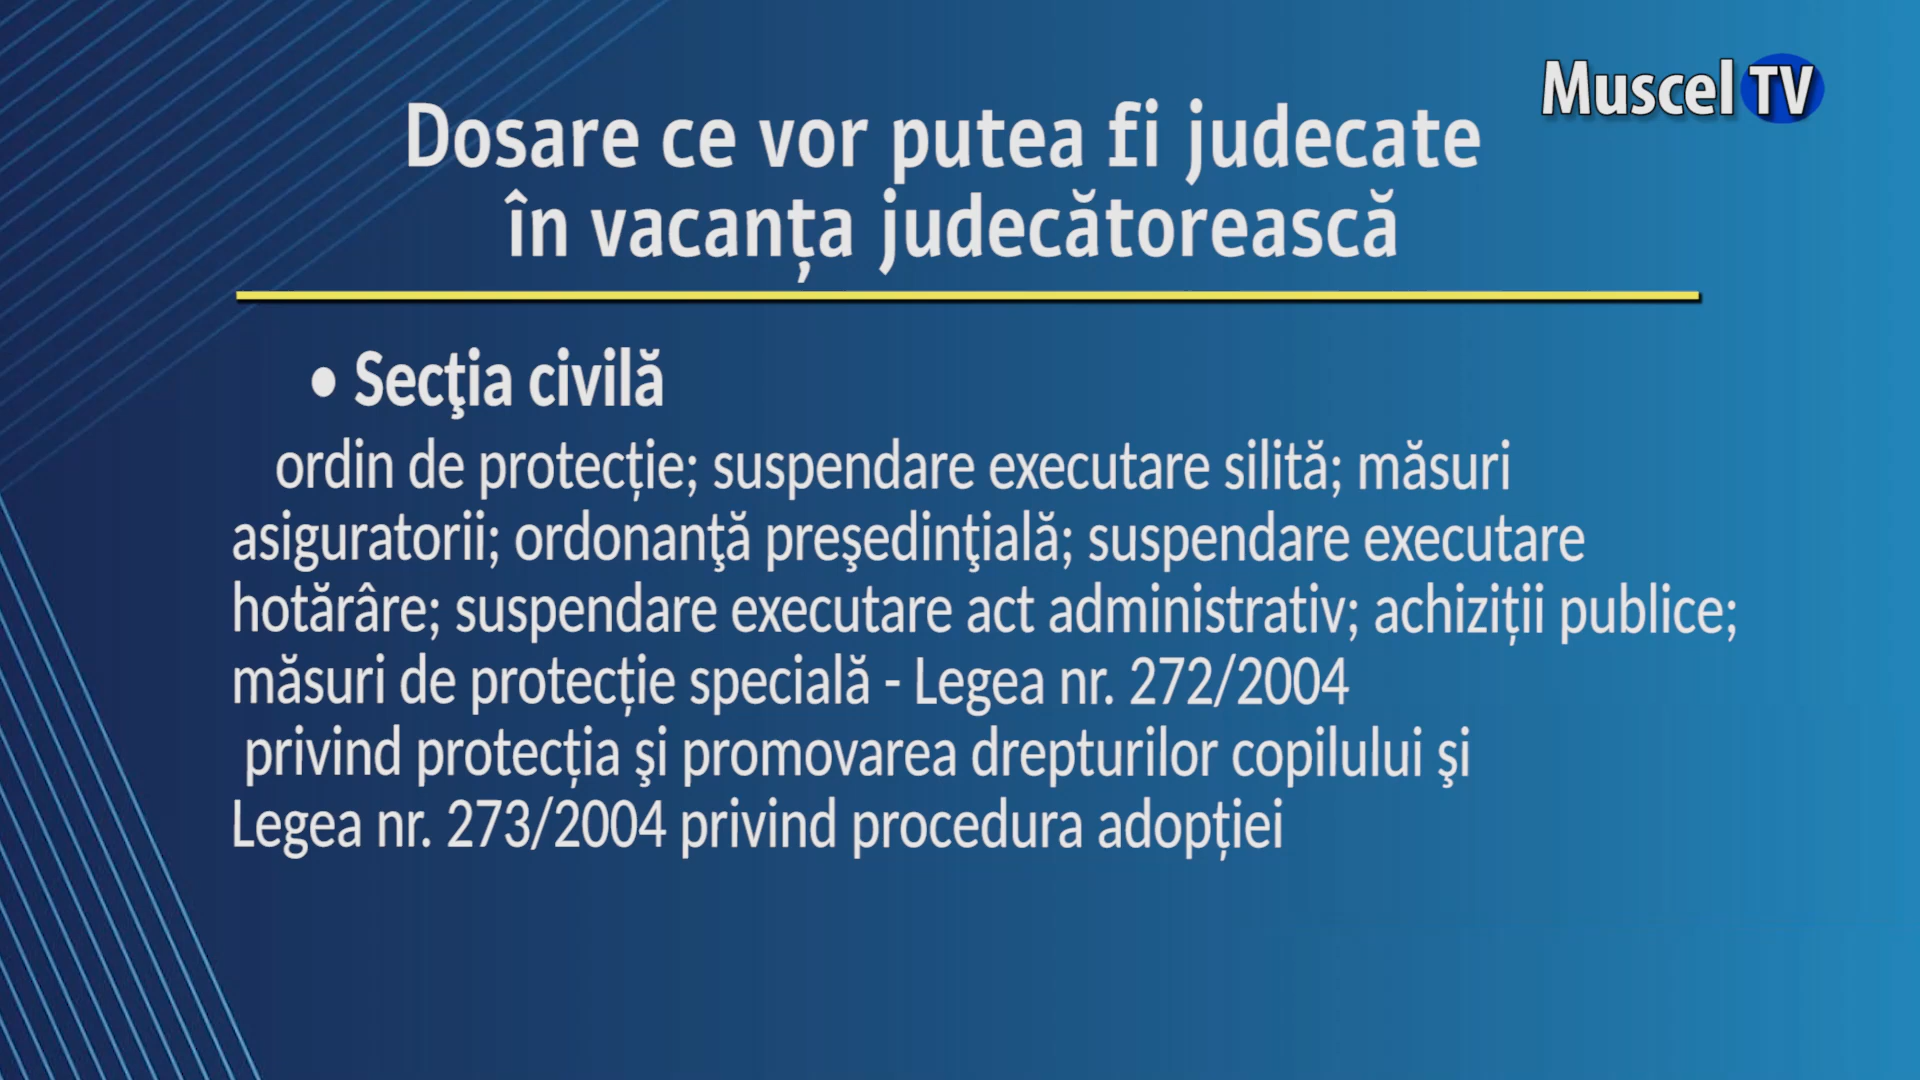 Muscel TV
Dosare ce vor putea fi judecate
în vacanța judecătorească
• Secţia civilă
ordin de protecție; suspendare executare silită; măsuri
asiguratorii; ordonanţă preşedinţială; suspendare executare
hotărâre; suspendare executare act administrativ; achiziții publice;
măsuri de protecție specială - Legea nr. 272/2004
privind protecția şi promovarea drepturilor copilului şi
Legea nr. 273/2004 privind procedura adopției